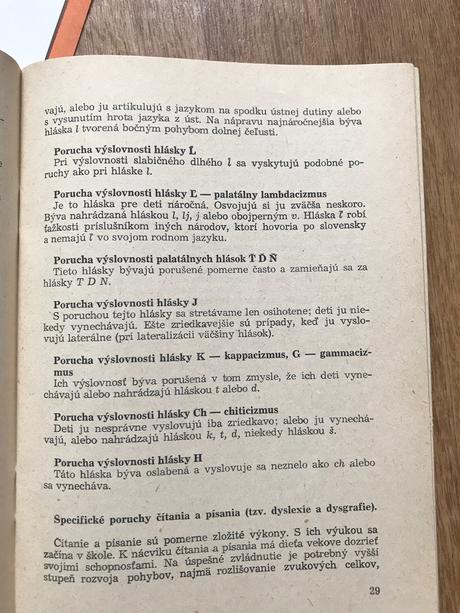 vajú, alebo ju artikulujú s jazykom na spodku ústnej dutiny alebo
s vysunutím hrota jazyka z úst. Na nápravu najnáročnejšia býva
hláska l tvorená bočným pohybom dolnej čeľusti.
Porucha výslovnosti hlásky Ĺ
Pri výslovnosti slabičného dlhého ĺ sa vyskytujú podobné po-
ruchy ako pri hláske l.
Porucha výslovnosti hlásky Ľ — palatálny lambdacizmus
Je to hláska pre deti náročná. Osvojujú si ju zväčša neskoro.
Býva nahrádzaná hláskou l, lj, j alebo obojperným v. Hláska ľ robí
ťažkosti príslušníkom iných národov, ktorí hovoria po slovensky
a nemajú ľ vo svojom rodnom jazyku.
Porucha výslovnosti palatálnych hlások Ť Ď Ň
Tieto hlásky bývajú porušené pomerne často a zamieňajú sa za
hlásky T D N.
Porucha výslovnosti hlásky J
S poruchou tejto hlásky sa stretávame len osihotene; deti ju nie-
kedy vynechávajú. Ešte zriedkavejšie sú prípady, keď ju vyslo-
vujú laterálne (pri lateralizácii väčšiny hlások).
Porucha výslovnosti hlásky K — kappacizmus, G — gammaciz-
mus
Ich výslovnosť býva porušená v tom zmysle, že ich deti vyne-
chávajú alebo nahrádzajú hláskou t alebo d.
Porucha výslovnosti hlásky Ch — chiticizmus
Deti ju nesprávne vyslovujú iba zriedkavo; alebo ju vynechá-
vajú, alebo nahrádzajú hláskou k, t, d, niekedy hláskou š.
Porucha výslovnosti hlásky H
Táto hláska býva oslabená a vyslovuje sa neznelo ako ch alebo
sa vynecháva.
Špecifické poruchy čítania a písania (tzv. dyslexie a dysgrafie).
Čítanie a písanie sú pomerne zložité výkony. S ich výukou sa
začína v škole. K nácviku čítania a písania má dieťa vekove dozrieť
svojimi schopnosťami. Na úspešné zvládnutie je potrebný vyšší
stupeň rozvoja pohybov, najmä rozlišovanie zvukových celkov,
29